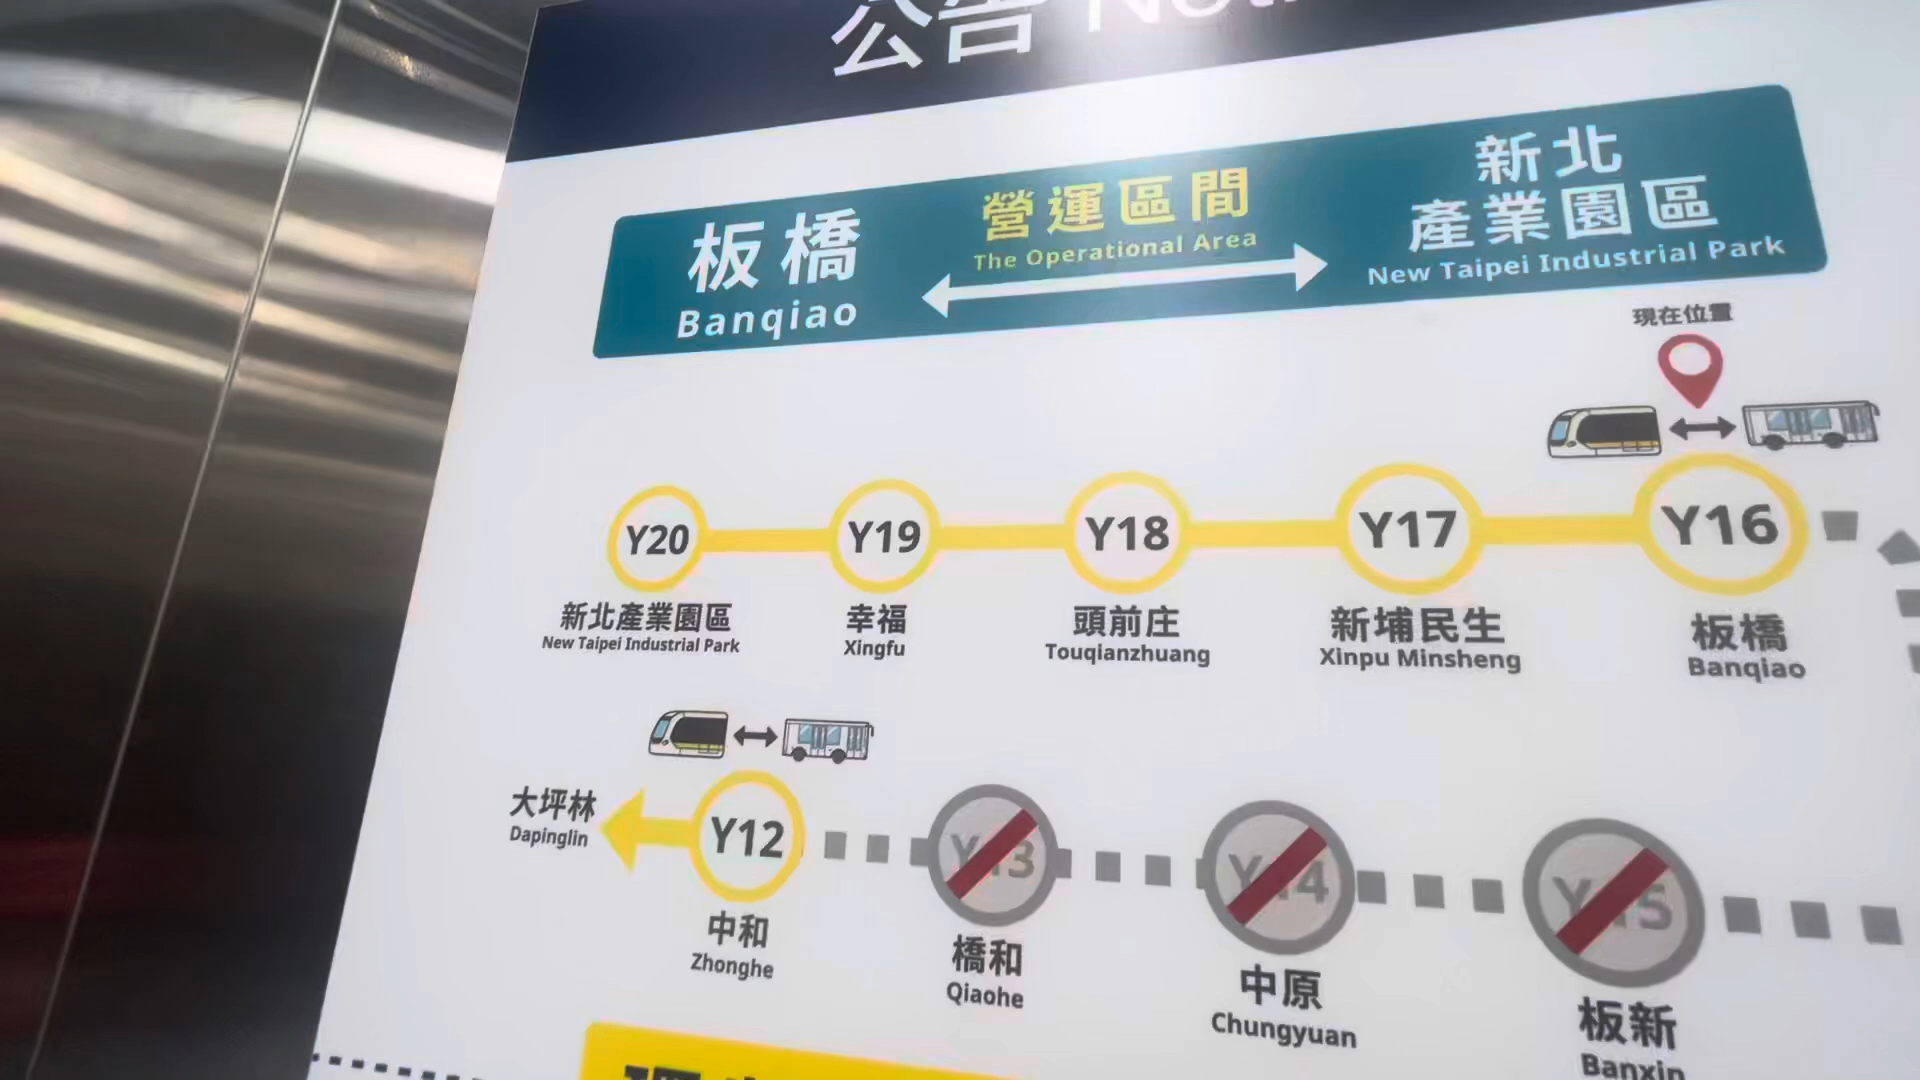 公告
板橋
Banqiao
營運區間
The Operational Area
新北
產業園區
New Taipei Industrial Park
現在位置
Y20
Y19
Y18
Y17
Y16
新北產業園區
New Taipei Industrial Park
幸福
Xingfu
頭前庄
Touqianzhuang
新埔民生
Xinpu Minsheng
板橋
Banqiao
大坪林
Dapinglin
Y12
Y13
Y14
Y15
中和
Zhonghe
橋和
Qiaohe
中原
Chungyuan
板新
Banxin